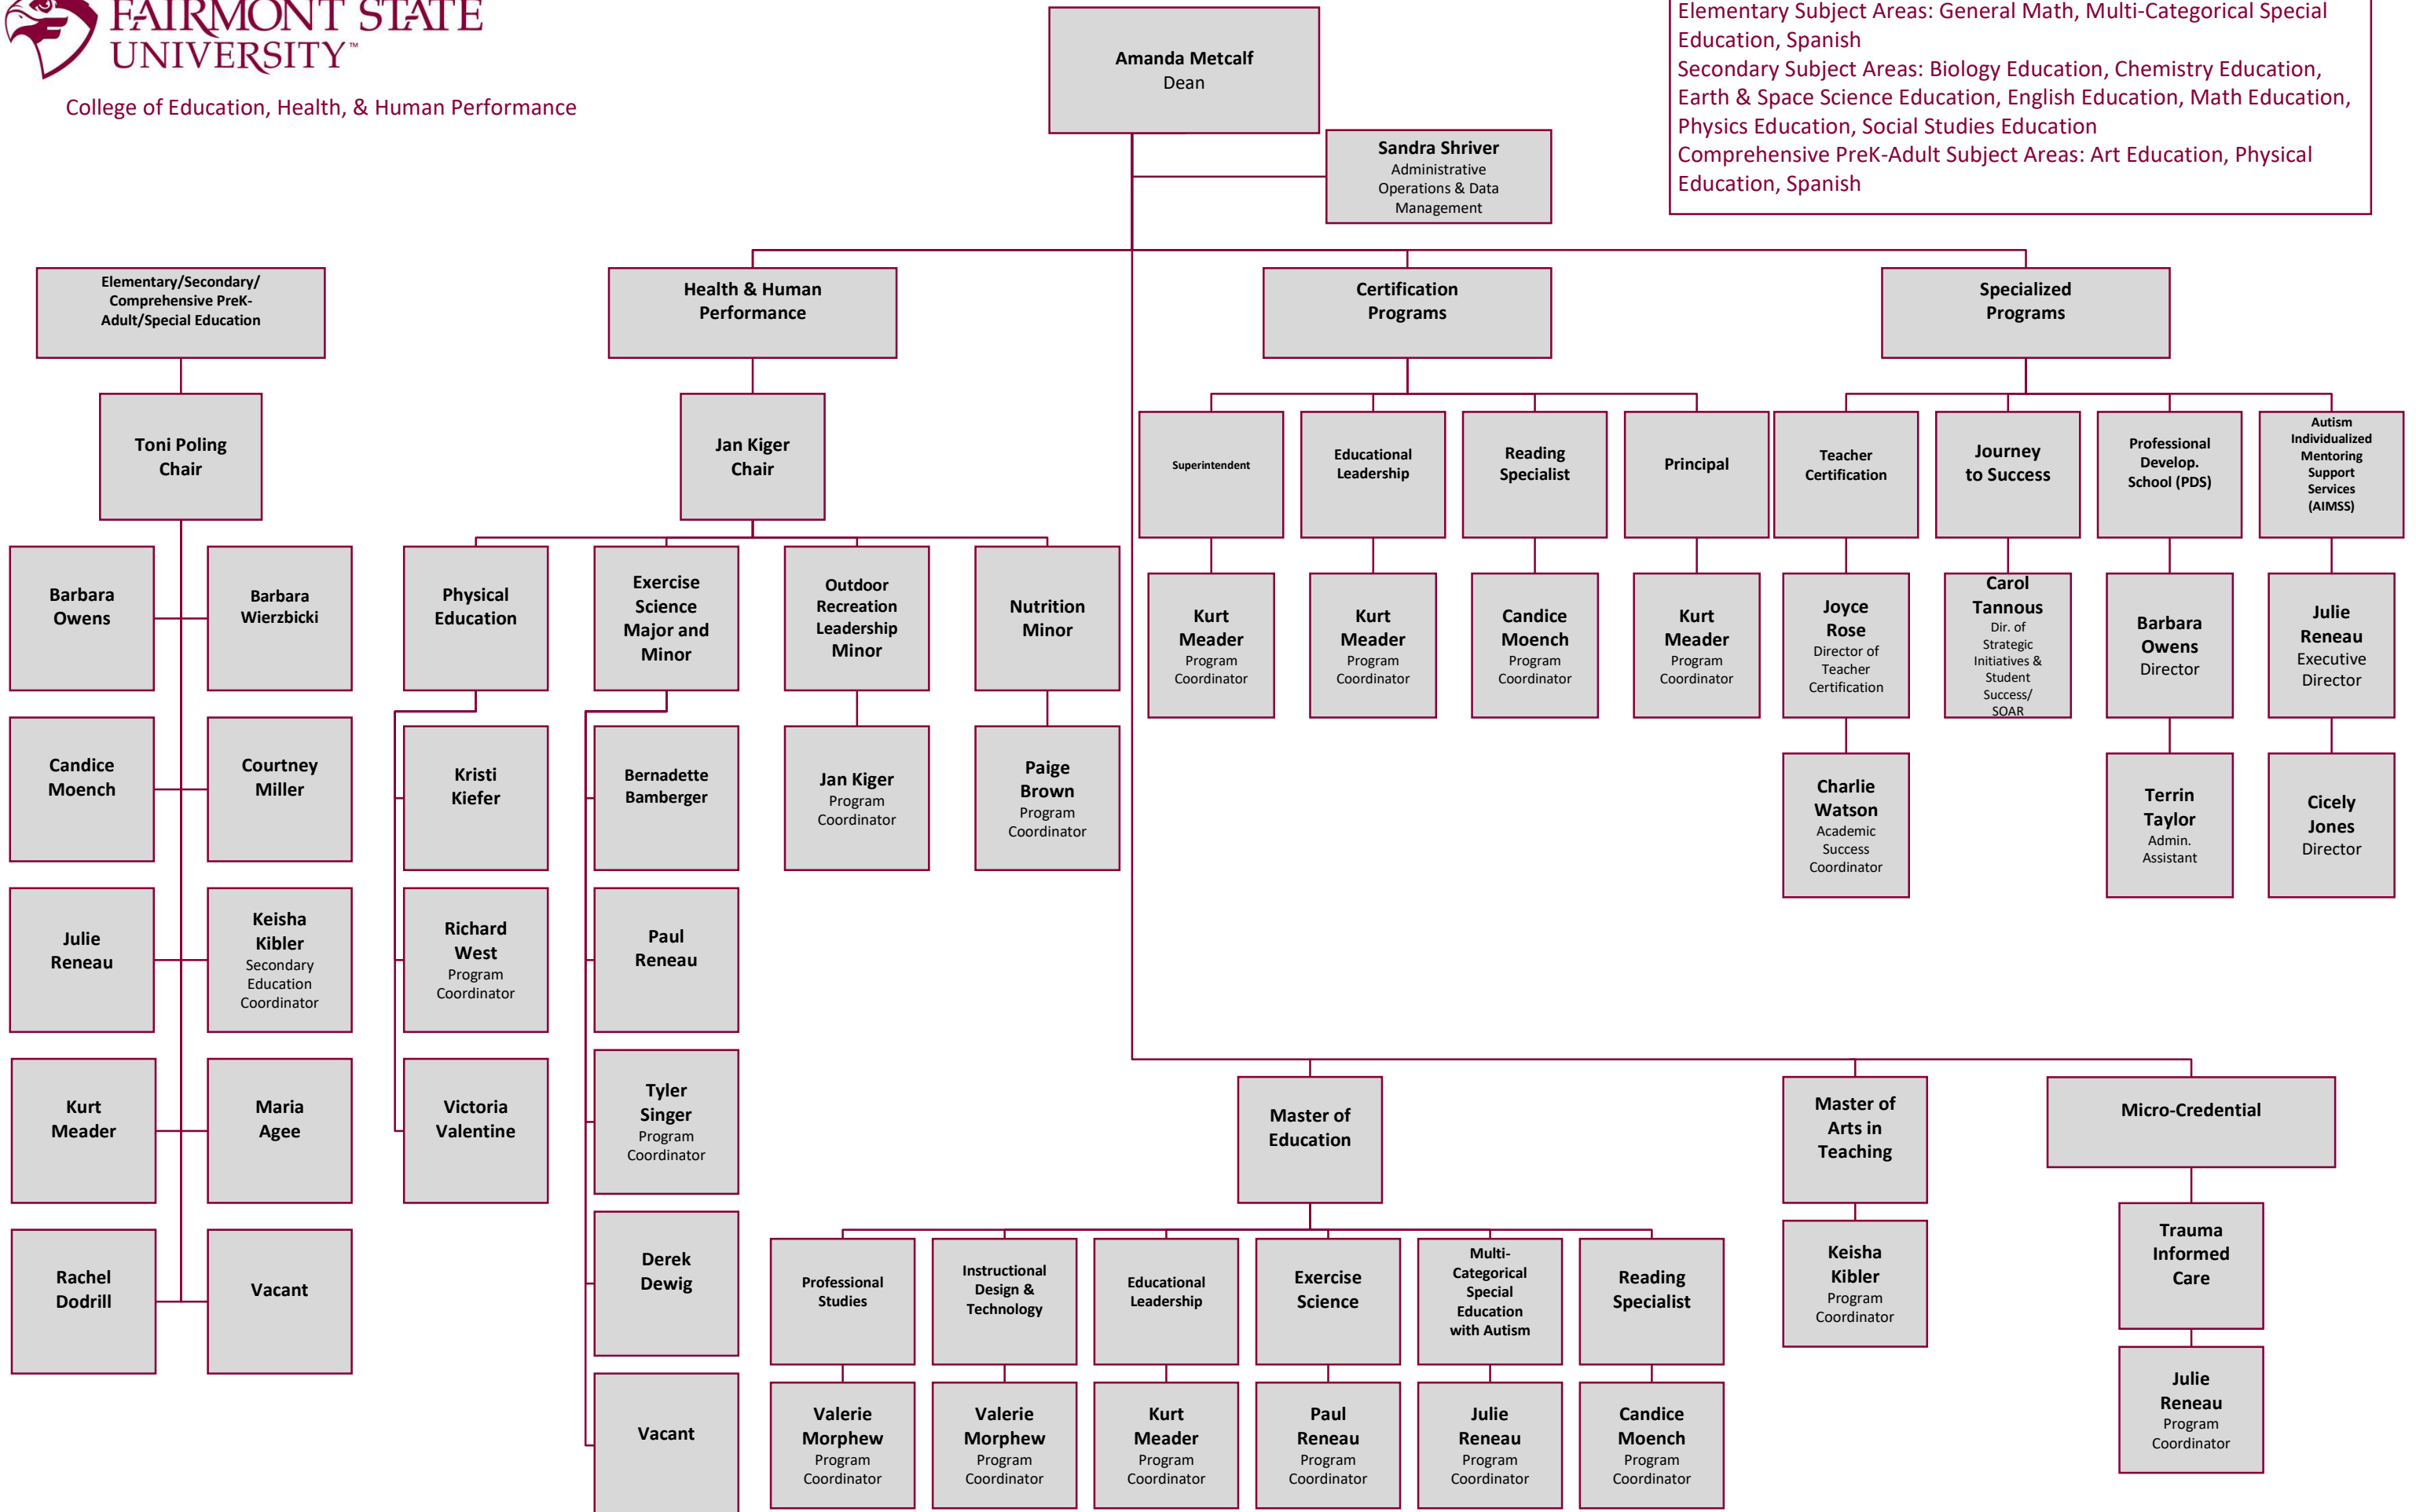 FAIRMONT STATE
UNIVERSITY™
College of Education, Health, & Human Performance
Amanda Metcalf
Dean
Sandra Shriver
Administrative
Operations & Data
Management
Elementary Subject Areas: General Math, Multi-Categorical Special
Education, Spanish
Secondary Subject Areas: Biology Education, Chemistry Education,
Earth & Space Science Education, English Education, Math Education,
Physics Education, Social Studies Education
Comprehensive PreK-Adult Subject Areas: Art Education, Physical
Education, Spanish
Elementary/Secondary/
Comprehensive PreK-
Adult/Special Education
Toni Poling
Chair
Barbara
Owens
Barbara
Wierzbicki
Candice
Moench
Courtney
Miller
Julie
Reneau
Keisha
Kibler
Secondary
Education
Coordinator
Kurt
Meader
Maria
Agee
Rachel
Dodrill
Vacant
Health & Human
Performance
Jan Kiger
Chair
Physical
Education
Kristi
Kiefer
Richard
West
Program
Coordinator
Victoria
Valentine
Exercise
Science
Major and
Minor
Bernadette
Bamberger
Paul
Reneau
Tyler
Singer
Program
Coordinator
Derek
Dewig
Vacant
Outdoor
Recreation
Leadership
Minor
Jan Kiger
Program
Coordinator
Nutrition
Minor
Paige
Brown
Program
Coordinator
Certification
Programs
Superintendent
Kurt
Meader
Program
Coordinator
Educational
Leadership
Kurt
Meader
Program
Coordinator
Reading
Specialist
Candice
Moench
Program
Coordinator
Principal
Kurt
Meader
Program
Coordinator
Specialized
Programs
Teacher
Certification
Joyce
Rose
Director of
Teacher
Certification
Charlie
Watson
Academic
Success
Coordinator
Journey
to Success
Carol
Tannous
Dir. of
Strategic
Initiatives &
Student
Success/
SOAR
Professional
Develop.
School (PDS)
Barbara
Owens
Director
Terrin
Taylor
Admin.
Assistant
Autism
Individualized
Mentoring
Support
Services
(AIMSS)
Julie
Reneau
Executive
Director
Cicely
Jones
Director
Master of
Education
Professional
Studies
Valerie
Morphew
Program
Coordinator
Instructional
Design &
Technology
Valerie
Morphew
Program
Coordinator
Educational
Leadership
Kurt
Meader
Program
Coordinator
Exercise
Science
Paul
Reneau
Program
Coordinator
Multi-
Categorical
Special
Education
with Autism
Julie
Reneau
Program
Coordinator
Reading
Specialist
Candice
Moench
Program
Coordinator
Master of
Arts in
Teaching
Keisha
Kibler
Program
Coordinator
Micro-Credential
Trauma
Informed
Care
Julie
Reneau
Program
Coordinator